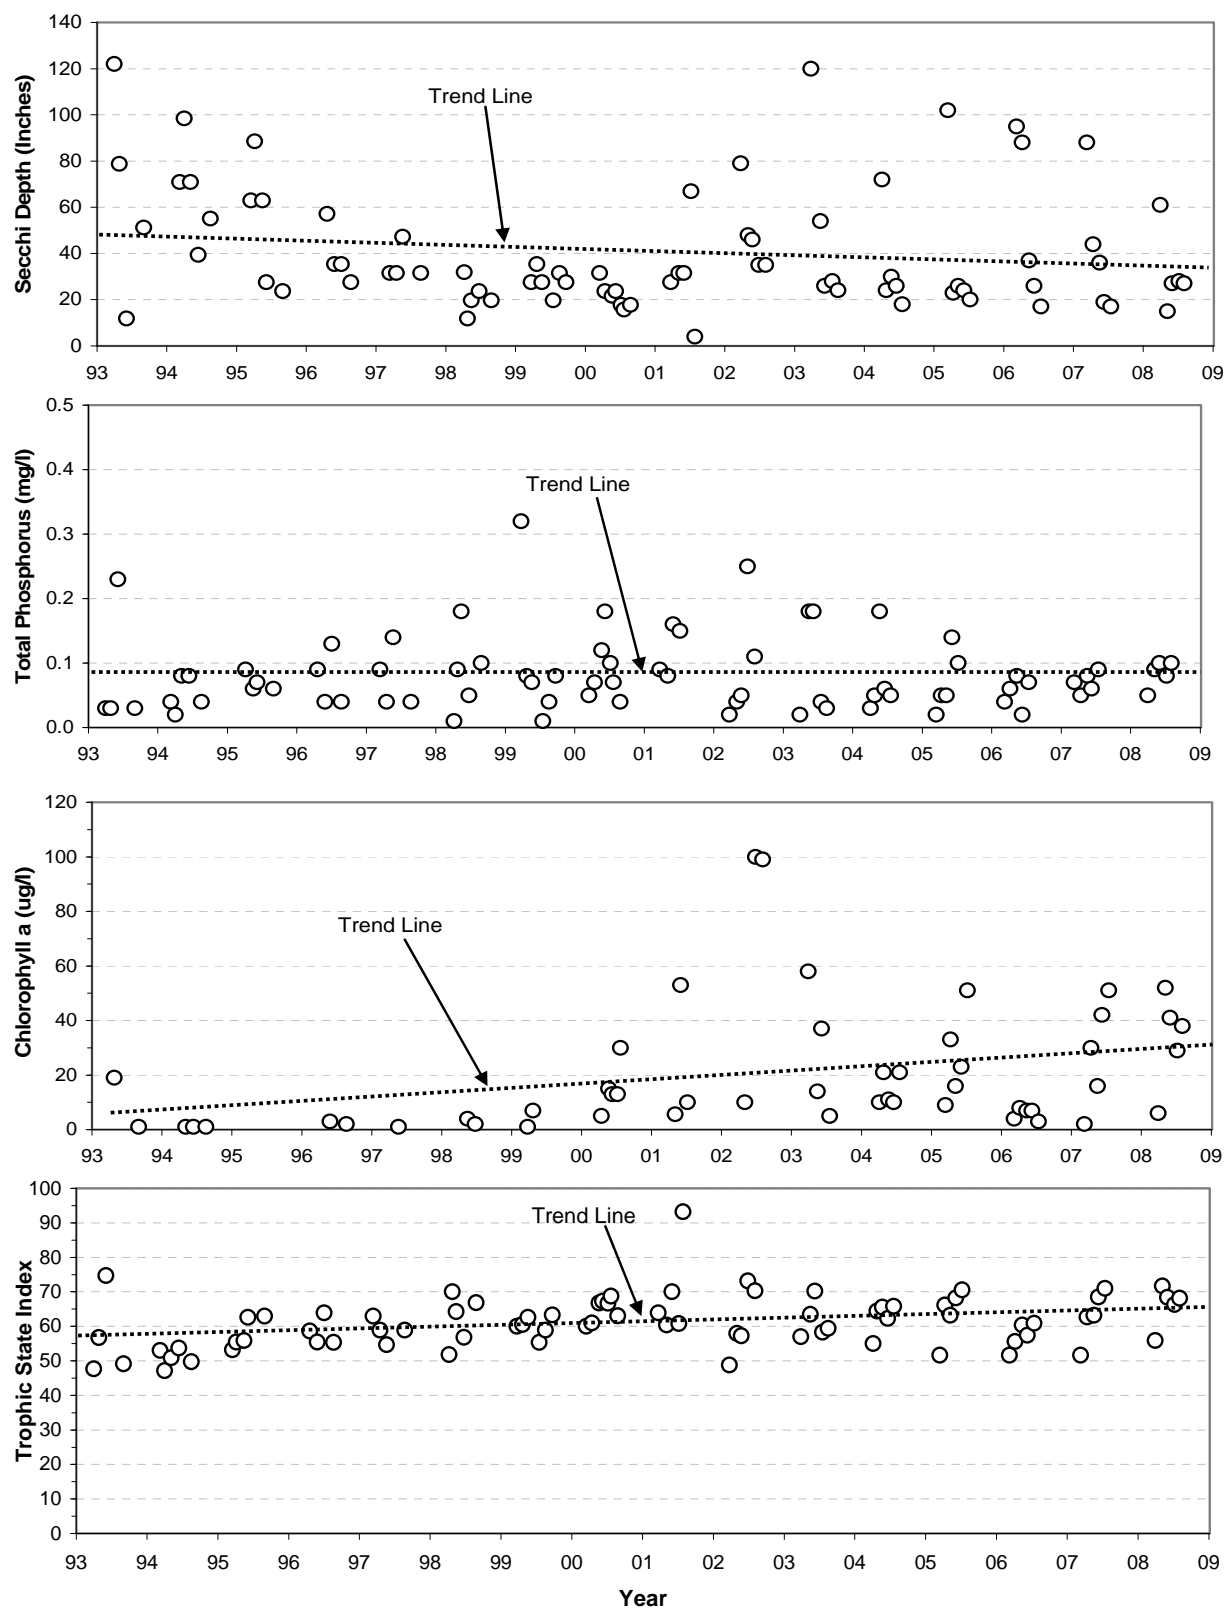 140
120
100
80
60
40
20
0
Secchi Depth (Inches)
Trend Line
93 94 95 96 97 98 99 00 01 02 03 04 05 06 07 08 09
0.5
0.4
0.3
0.2
0.1
0.0
Total Phosphorus (mg/l)
Trend Line
93 94 95 96 97 98 99 00 01 02 03 04 05 06 07 08 09
120
100
80
60
40
20
0
Chlorophyll a (ug/l)
Trend Line
93 94 95 96 97 98 99 00 01 02 03 04 05 06 07 08 09
100
90
80
70
60
50
40
30
20
10
0
Trophic State Index
Trend Line
93 94 95 96 97 98 99 00 01 02 03 04 05 06 07 08 09
Year